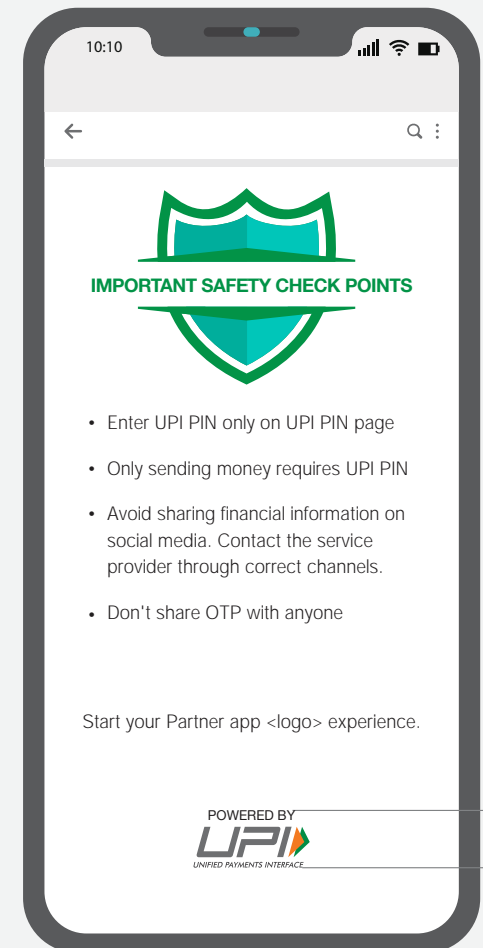 10:10
IMPORTANT SAFETY CHECK POINTS
• Enter UPI PIN only on UPI PIN page
• Only sending money requires UPI PIN
• Avoid sharing financial information on
social media. Contact the service
provider through correct channels.
• Don't share OTP with anyone
Start your Partner app <logo> experience.
POWERED BY
UPI
UNIFIED PAYMENTS INTERFACE